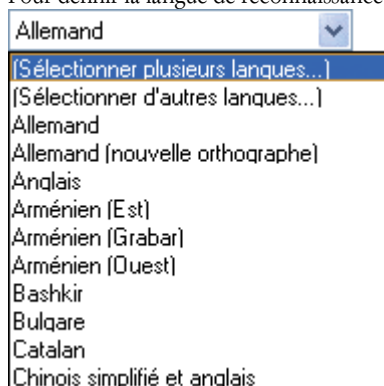 Pour définir la langue de reconnaissance
Allemand
(Sélectionner plusieurs langues...)
(Sélectionner d'autres langues...)
Allemand
Allemand (nouvelle orthographe)
Anglais
Arménien (Est)
Arménien (Grabar)
Arménien (Ouest)
Bashkir
Bulgare
Catalan
Chinois simplifié et anglais